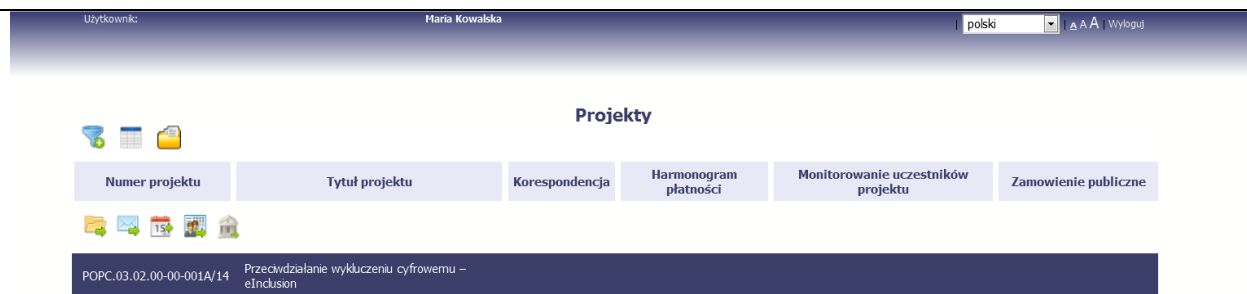 Użytkownik: Maria Kowalska | polski | A A A | Wyloguj
Projekty
Numer projektu Tytuł projektu Korespondencja Harmonogram płatności Monitorowanie uczestników projektu Zamowienie publiczne
15
POPC.03.02.00-00-001A/14 Przeciwdziałanie wykluczeniu cyfrowemu –
eInclusion